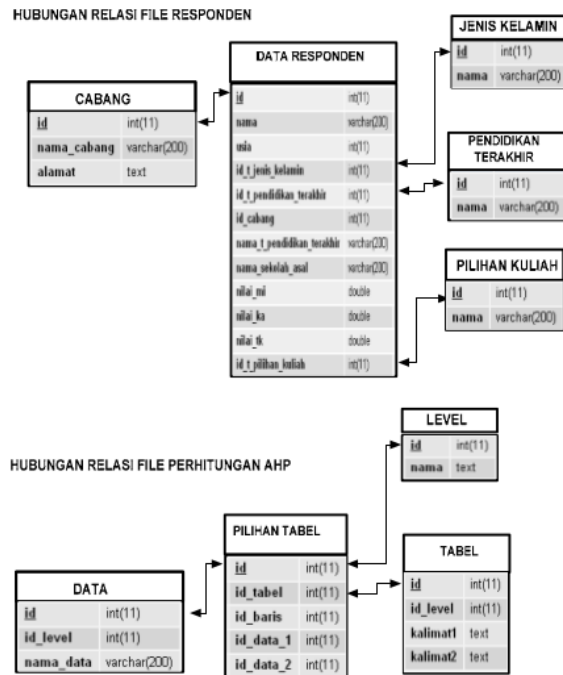 HUBUNGAN RELASI FILE RESPONDEN
CABANG
id int(11)
nama_cabang varchar(200)
alamat text
DATA RESPONDEN
id int(11)
nama varchar(200)
usia int(11)
id_t_jenis_kelamin int(11)
id_t_pendidikan_terakhir int(11)
id_cabang int(11)
nama_t_pendidikan_terakhir varchar(200)
nama_sekolah_asal varchar(200)
nilai_mi double
nilai_ka double
nilai_tk double
id_t_pilihan_kuliah int(11)
JENIS KELAMIN
id int(11)
nama varchar(200)
PENDIDIKAN
TERAKHIR
id int(11)
nama varchar(200)
PILIHAN KULIAH
id int(11)
nama varchar(200)
HUBUNGAN RELASI FILE PERHITUNGAN AHP
DATA
id int(11)
id_level int(11)
nama_data varchar(200)
PILIHAN TABEL
id int(11)
id_tabel int(11)
id_baris int(11)
id_data_1 int(11)
id_data_2 int(11)
LEVEL
id int(11)
nama text
TABEL
id int(11)
id_level int(11)
kalimat1 text
kalimat2 text